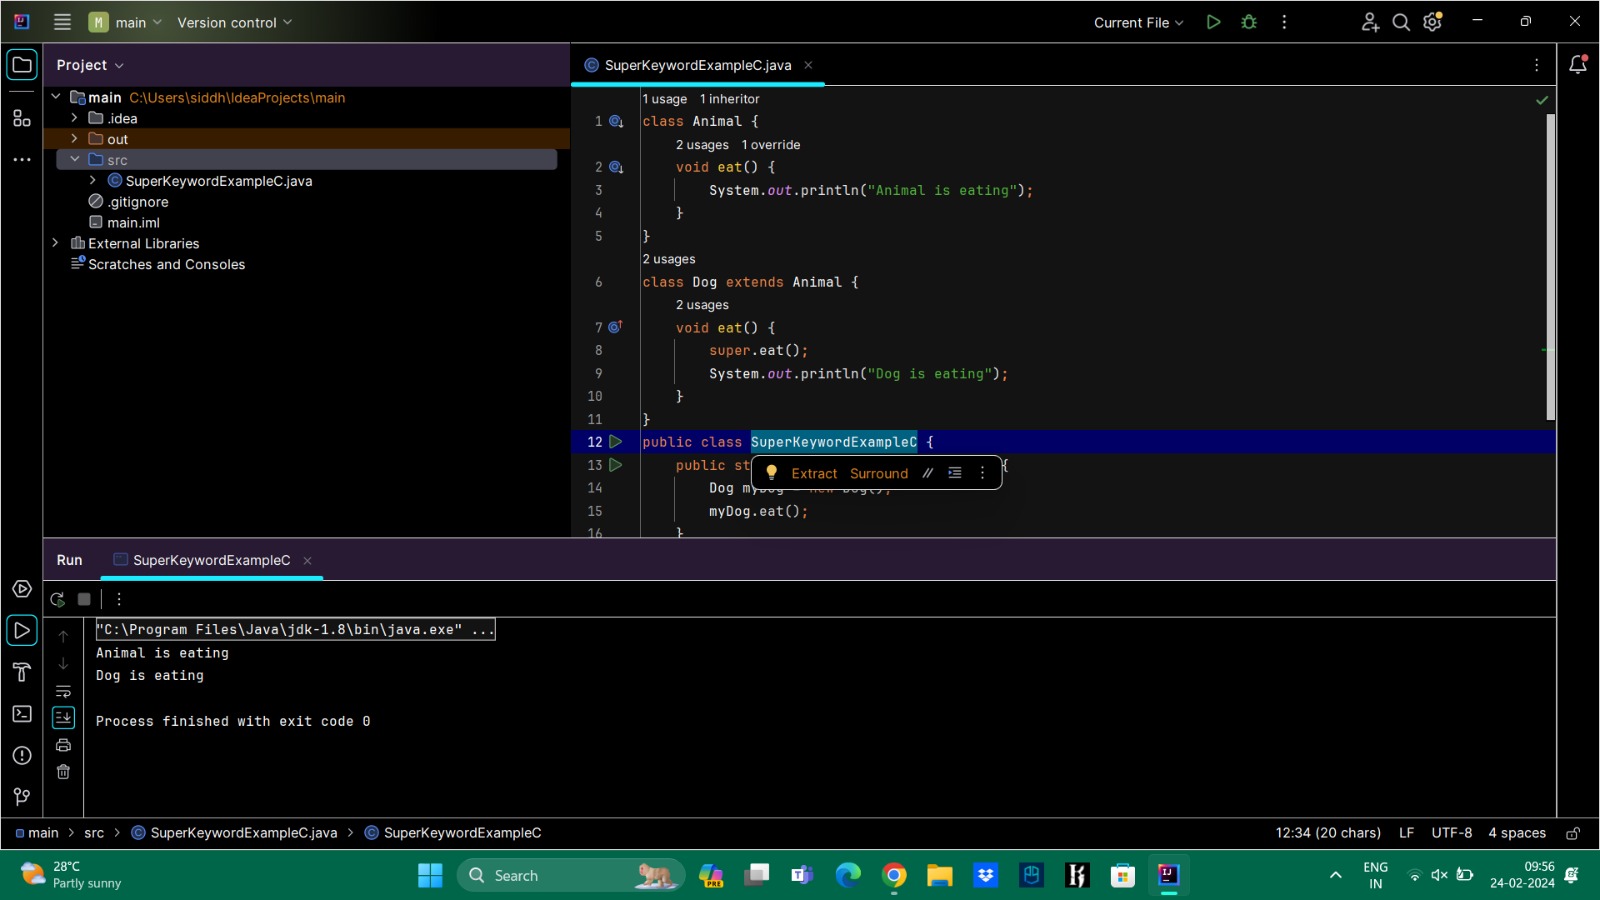 M main Version control Current File
Project
SuperKeywordExampleC.java
main C:\Users\siddh\IdeaProjects\main
.idea
out
src
SuperKeywordExampleC.java
.gitignore
main.iml
External Libraries
Scratches and Consoles
1 usage 1 inheritor
1 class Animal {
2 usages 1 override
2 void eat() {
3 System.out.println("Animal is eating");
4 }
5 }
2 usages
6 class Dog extends Animal {
2 usages
7 void eat() {
8 super.eat();
9 System.out.println("Dog is eating");
10 }
11 }
12 public class SuperKeywordExampleC {
13 public st {
Extract Surround
14 Dog myDog = new Dog();
15 myDog.eat();
16 }
Run SuperKeywordExampleC
"C:\Program Files\Java\jdk-1.8\bin\java.exe" ...
Animal is eating
Dog is eating
Process finished with exit code 0
main > src > SuperKeywordExampleC.java > SuperKeywordExampleC 12:34 (20 chars) LF UTF-8 4 spaces
28°C
Partly sunny
Search
PRE
ENG
IN
09:56
24-02-2024